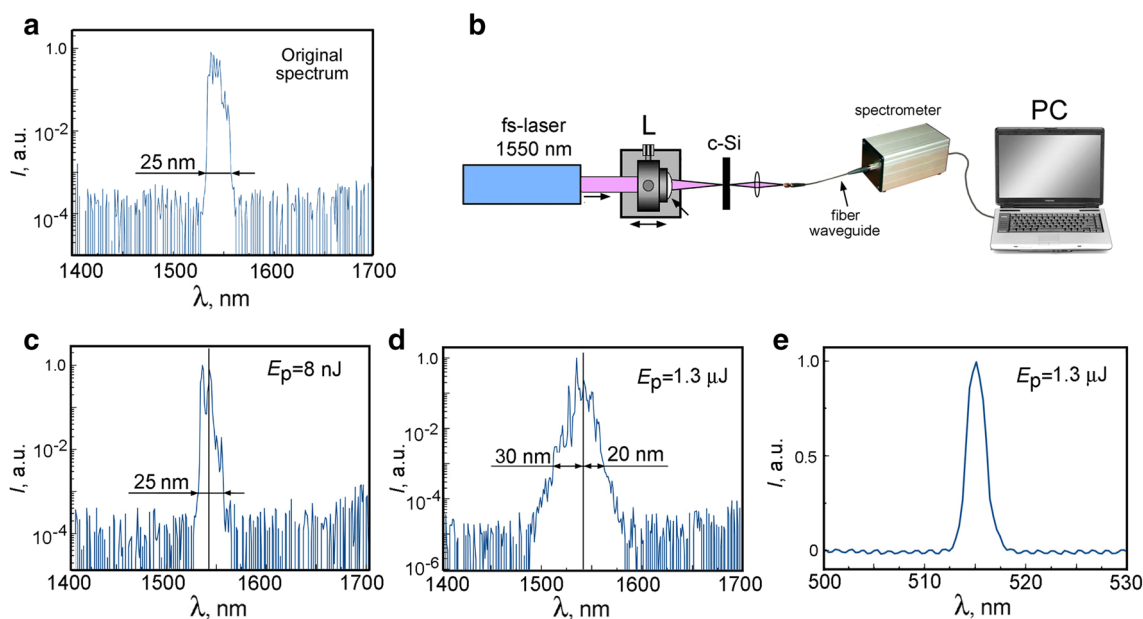 a
Original
spectrum
1.0
10-2
10-4
I, a.u.
25 nm
1400 1500 1600 1700
λ, nm
b
fs-laser
1550 nm
L
c-Si
spectrometer
PC
fiber
waveguide
c
Ep=8 nJ
1.0
10-2
10-4
I, a.u.
25 nm
1400 1500 1600 1700
λ, nm
d
Ep=1.3 μJ
1.0
10-2
10-4
10-6
I, a.u.
30 nm 20 nm
1400 1500 1600 1700
λ, nm
e
Ep=1.3 μJ
1.0
0.5
0
I, a.u.
500 510 520 530
λ, nm